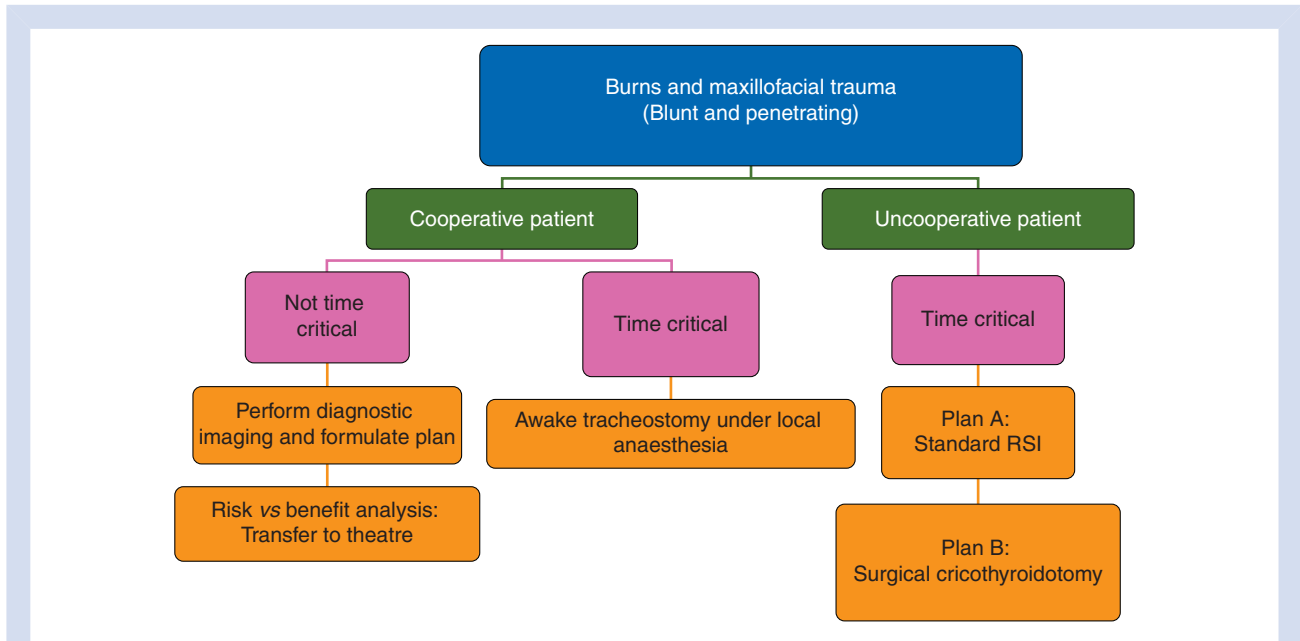 Burns and maxillofacial trauma
(Blunt and penetrating)
Cooperative patient
Uncooperative patient
Not time
critical
Time critical
Time critical
Perform diagnostic
imaging and formulate plan
Awake tracheostomy under local
anaesthesia
Plan A:
Standard RSI
Risk vs benefit analysis:
Transfer to theatre
Plan B:
Surgical cricothyroidotomy